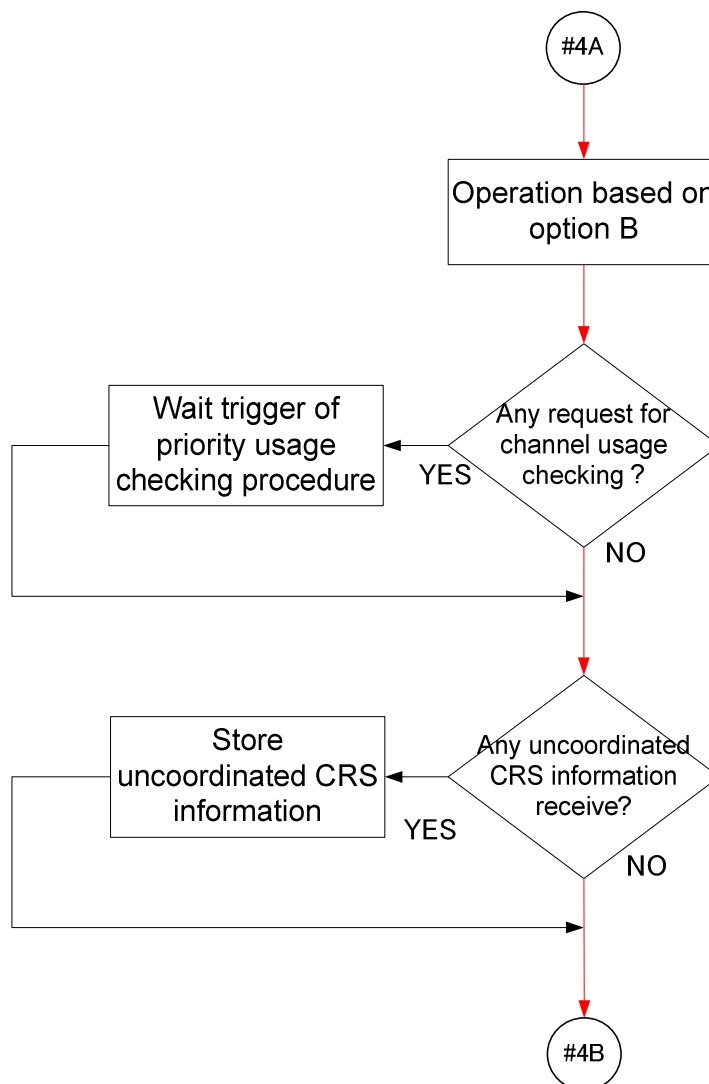 #4A
Operation based on
option B
Any request for
channel usage
checking ?
Wait trigger of
priority usage
checking procedure
YES
NO
Any uncoordinated
CRS information
receive?
Store
uncoordinated CRS
information
YES
NO
#4B